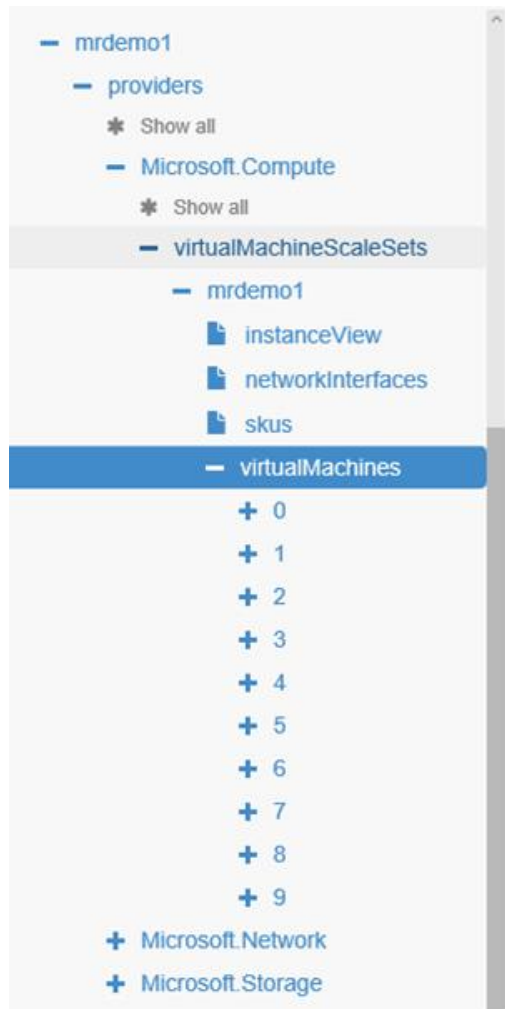 mrdemo1
providers
Show all
Microsoft.Compute
Show all
virtualMachineScaleSets
mrdemo1
instanceView
networkInterfaces
skus
virtualMachines
0
1
2
3
4
5
6
7
8
9
Microsoft.Network
Microsoft.Storage